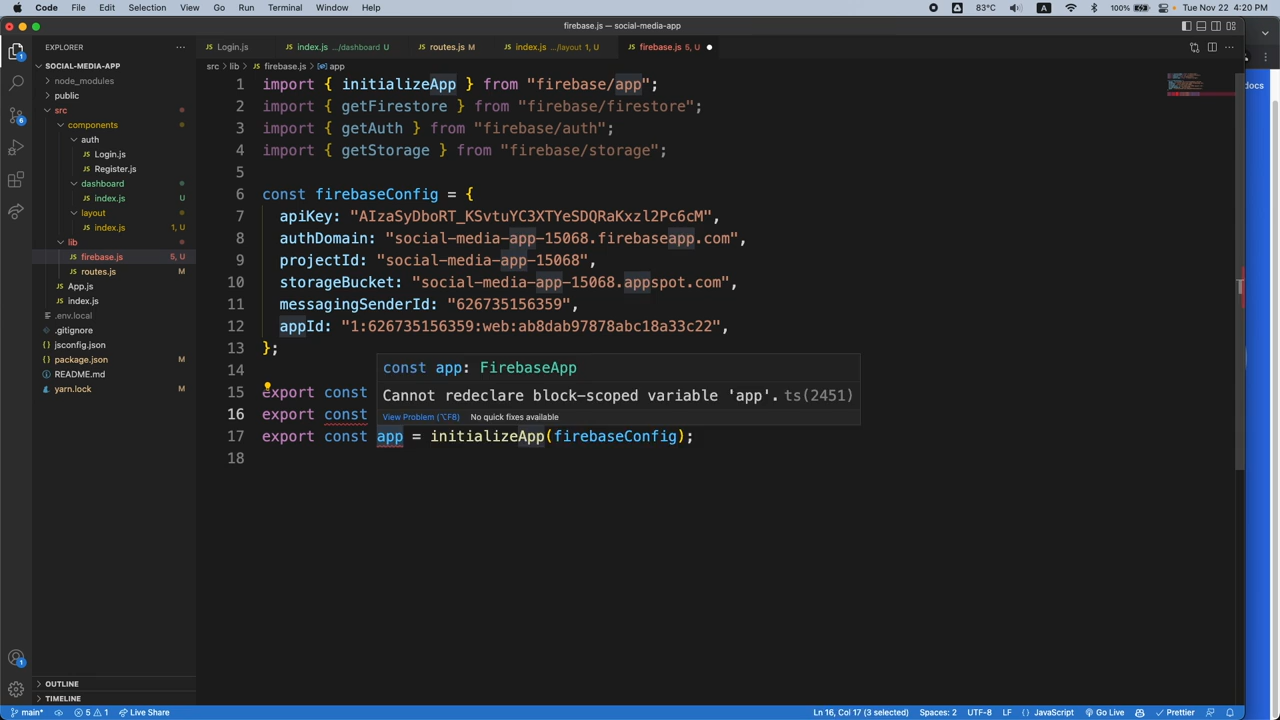 Code File Edit Selection View Go Run Terminal Window Help
83°C A 100% Tue Nov 22 4:20 PM
firebase.js — social-media-app
EXPLORER
Login.js
index.js .../dashboard U
routes.js M
index.js .../layout 1, U
firebase.js 5, U
src > lib > firebase.js > app
SOCIAL-MEDIA-APP
node_modules
public
src
components
auth
Login.js
Register.js
dashboard
index.js U
layout
index.js 1, U
lib
firebase.js 5, U
routes.js M
App.js
index.js
.env.local
.gitignore
jsconfig.json
package.json M
README.md
yarn.lock M
OUTLINE
TIMELINE
1 import { initializeApp } from "firebase/app";
2 import { getFirestore } from "firebase/firestore";
3 import { getAuth } from "firebase/auth";
4 import { getStorage } from "firebase/storage";
5
6 const firebaseConfig = {
7 apiKey: "AIzaSyDboRT_KSvtuYC3XTYeSDQRaKxzl2Pc6cM",
8 authDomain: "social-media-app-15068.firebaseapp.com",
9 projectId: "social-media-app-15068",
10 storageBucket: "social-media-app-15068.appspot.com",
11 messagingSenderId: "626735156359",
12 appId: "1:626735156359:web:ab8dab97878abc18a33c22",
13 };
14
const app: FirebaseApp
Cannot redeclare block-scoped variable 'app'. ts(2451)
View Problem (⌥F8) No quick fixes available
15 export const
16 export const
17 export const app = initializeApp(firebaseConfig);
18
docs
main* 5 1 Live Share
Ln 16, Col 17 (3 selected) Spaces: 2 UTF-8 LF { } JavaScript Go Live Prettier